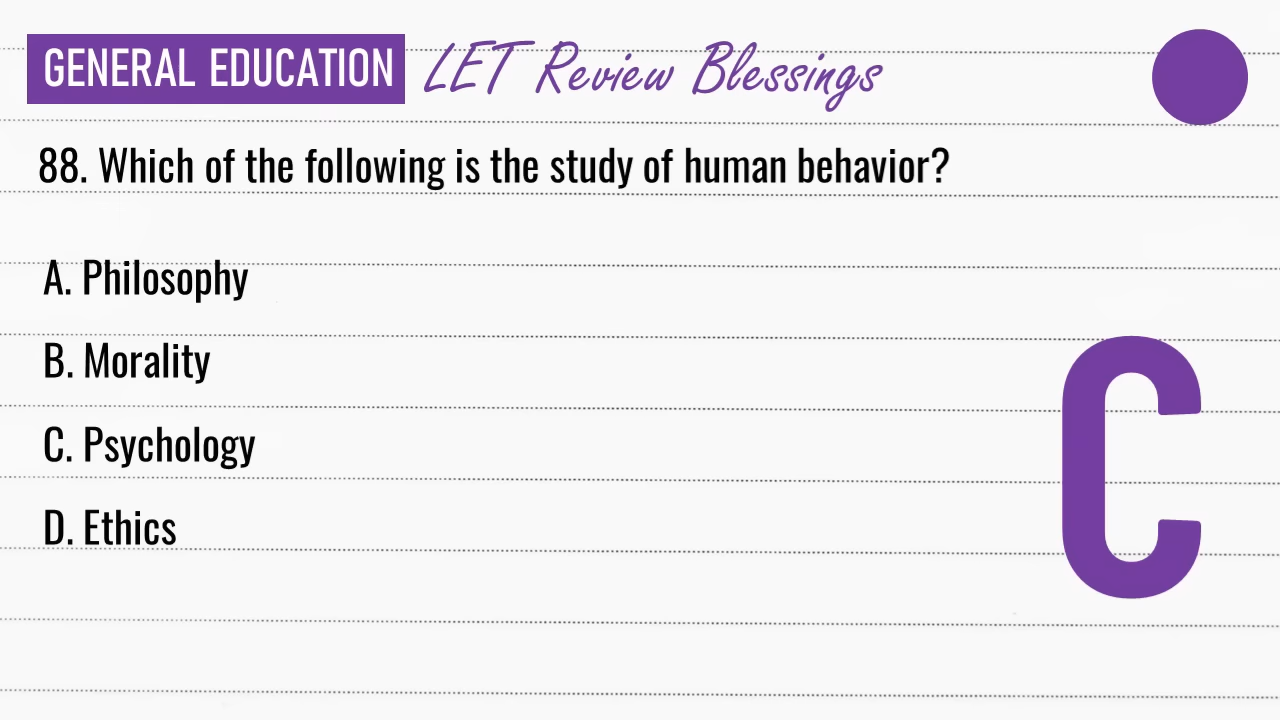 GENERAL EDUCATION LET Review Blessings
88. Which of the following is the study of human behavior?
A. Philosophy
B. Morality
C. Psychology
D. Ethics
C